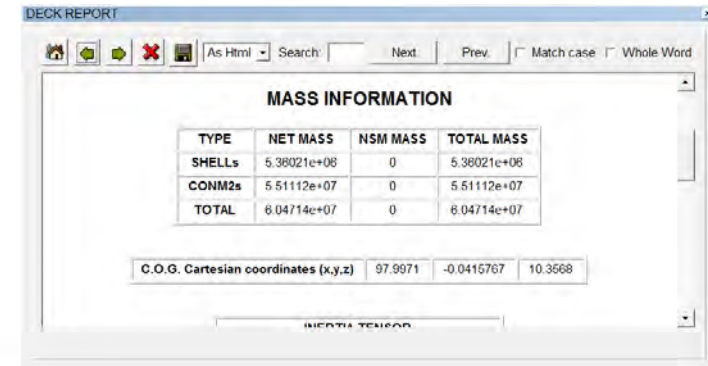 DECK REPORT
As Html Search: Next Prev. Match case Whole Word
MASS INFORMATION
TYPE NET MASS NSM MASS TOTAL MASS
SHELLs 5.36021e+06 0 5.36021e+06
CONM2s 5.51112e+07 0 5.51112e+07
TOTAL 6.04714e+07 0 6.04714e+07
C.O.G. Cartesian coordinates (x,y,z) 97.9971 -0.0415767 10.3568
INERTIA TENSOR